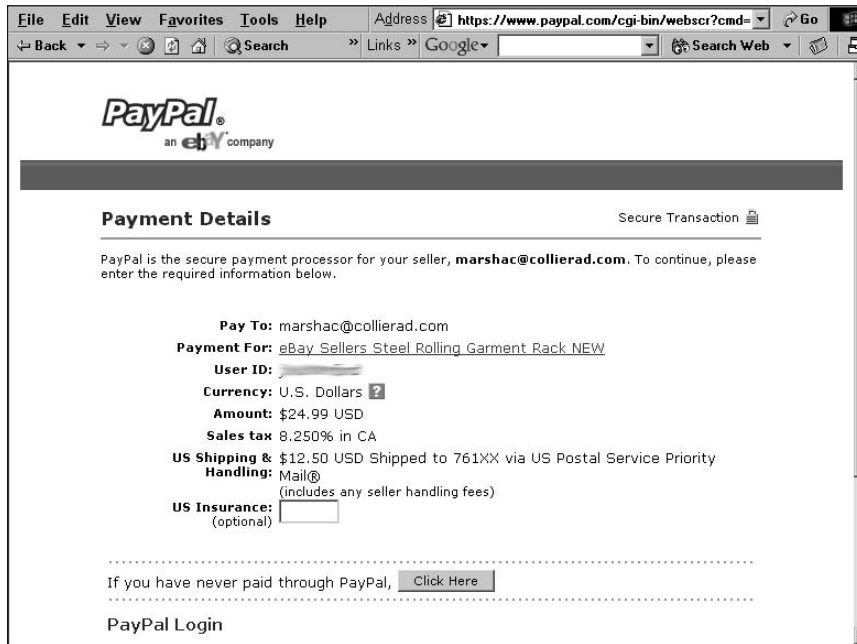 File Edit View Favorites Tools Help Address https://www.paypal.com/cgi-bin/webscr?cmd= Go
Back Search » Links » Google Search Web
PayPal®
an ebY company
Payment Details Secure Transaction
PayPal is the secure payment processor for your seller, marshac@collierad.com. To continue, please
enter the required information below.
Pay To: marshac@collierad.com
Payment For: eBay Sellers Steel Rolling Garment Rack NEW
User ID:
Currency: U.S. Dollars ?
Amount: $24.99 USD
Sales tax 8.250% in CA
US Shipping & $12.50 USD Shipped to 761XX via US Postal Service Priority
Handling: Mail®
(includes any seller handling fees)
US Insurance:
(optional)
If you have never paid through PayPal, Click Here
PayPal Login